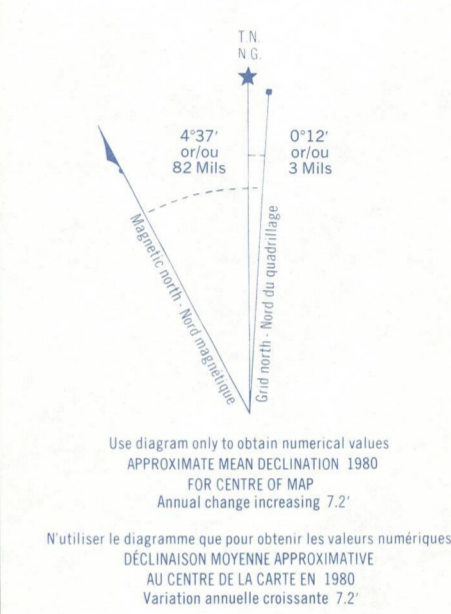 T.N.
N.G.
4°37'
or/ou
82 Mils
0°12'
or/ou
3 Mils
Magnetic north - Nord magnétique
Grid north - Nord du quadrillage
Use diagram only to obtain numerical values
APPROXIMATE MEAN DECLINATION 1980
FOR CENTRE OF MAP
Annual change increasing 7.2'
N'utiliser le diagramme que pour obtenir les valeurs numériques
DÉCLINAISON MOYENNE APPROXIMATIVE
AU CENTRE DE LA CARTE EN 1980
Variation annuelle croissante 7.2'